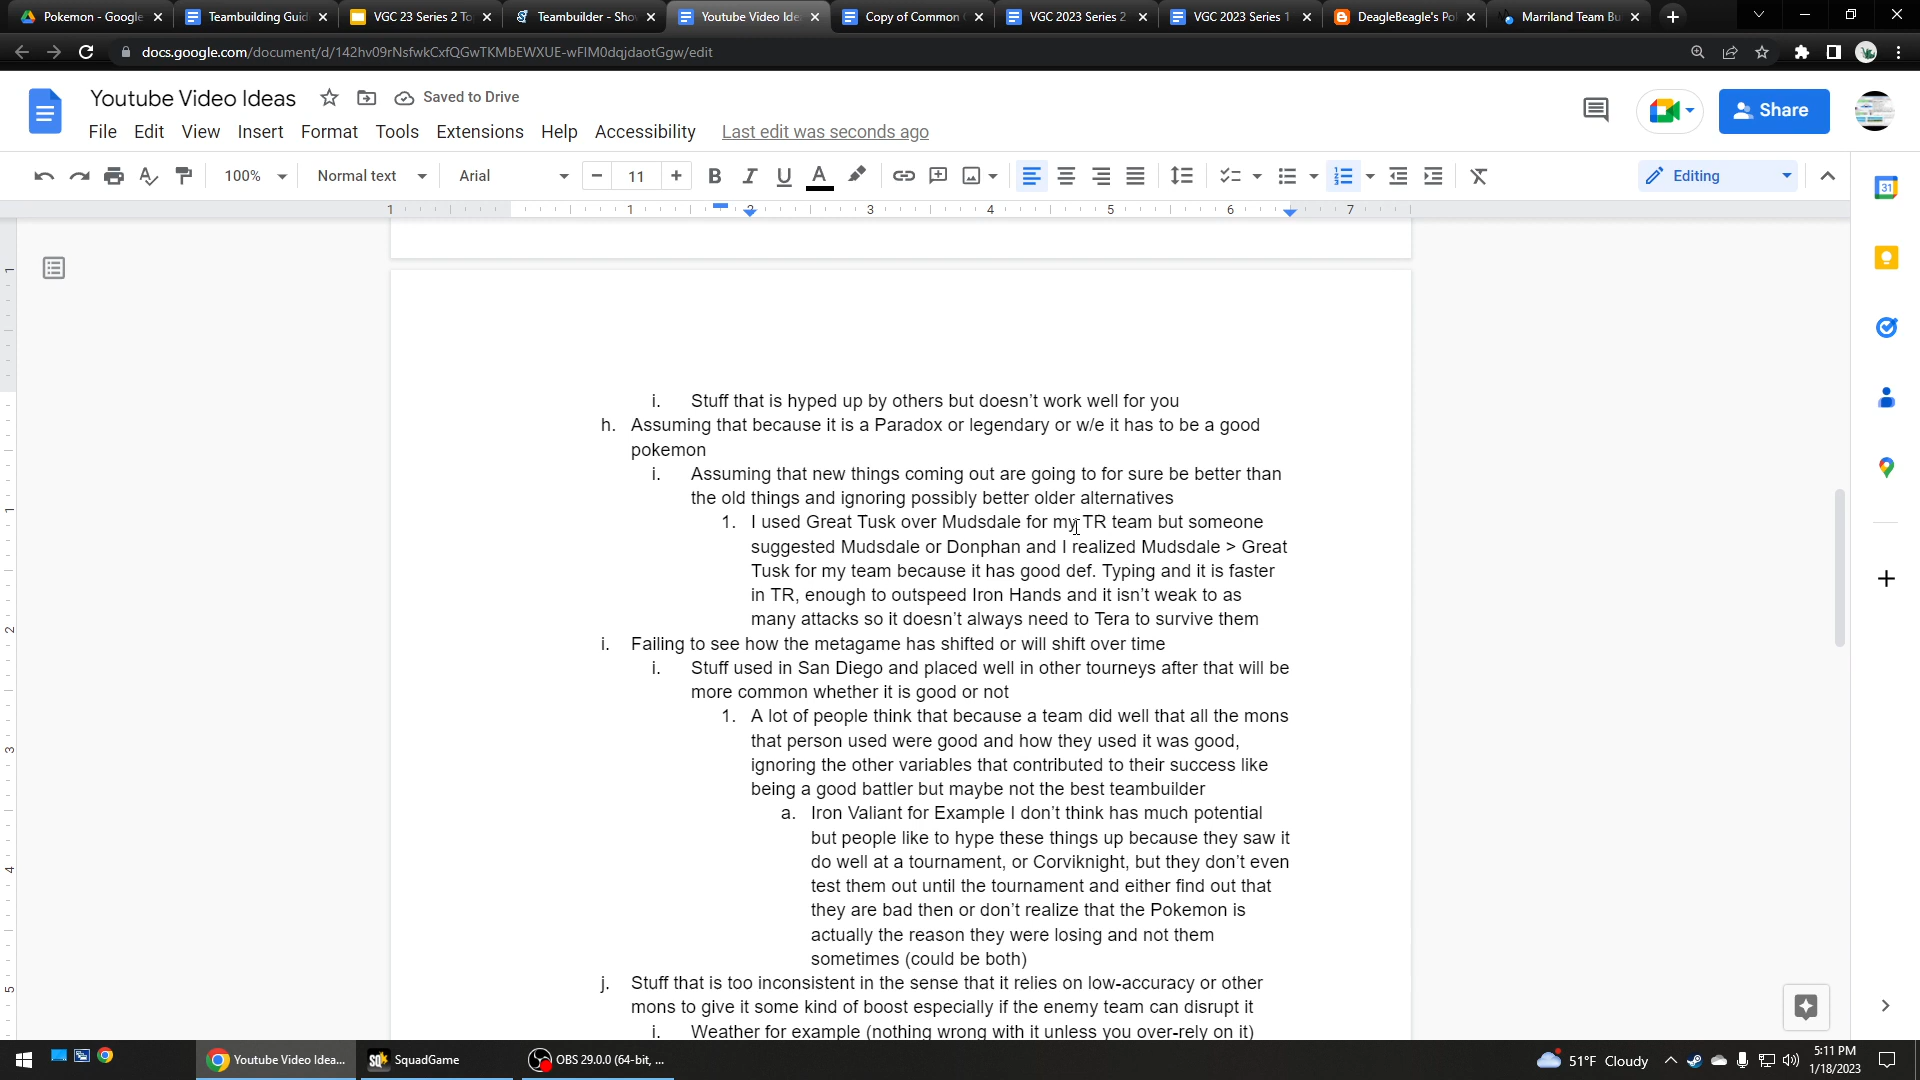 Pokemon - Google
Teambuilding Guid
VGC 23 Series 2 To
Teambuilder - Sho
Youtube Video Ide
Copy of Common
VGC 2023 Series 2
VGC 2023 Series 1
DeagleBeagle's Po
Marriland Team Bu
docs.google.com/document/d/142hv09rNsfwkCxfQGwTKMbEWXUE-wFIM0dqjdaotGgw/edit
Youtube Video Ideas
Saved to Drive
Share
File Edit View Insert Format Tools Extensions Help Accessibility Last edit was seconds ago
100% Normal text Arial 11 Editing
31
1 1 2 3 4 5 6 7
i. Stuff that is hyped up by others but doesn't work well for you
h. Assuming that because it is a Paradox or legendary or w/e it has to be a good
pokemon
i. Assuming that new things coming out are going to for sure be better than
the old things and ignoring possibly better older alternatives
1. I used Great Tusk over Mudsdale for my TR team but someone
suggested Mudsdale or Donphan and I realized Mudsdale > Great
Tusk for my team because it has good def. Typing and it is faster
in TR, enough to outspeed Iron Hands and it isn't weak to as
many attacks so it doesn't always need to Tera to survive them
i. Failing to see how the metagame has shifted or will shift over time
i. Stuff used in San Diego and placed well in other tourneys after that will be
more common whether it is good or not
1. A lot of people think that because a team did well that all the mons
that person used were good and how they used it was good,
ignoring the other variables that contributed to their success like
being a good battler but maybe not the best teambuilder
a. Iron Valiant for Example I don't think has much potential
but people like to hype these things up because they saw it
do well at a tournament, or Corviknight, but they don't even
test them out until the tournament and either find out that
they are bad then or don't realize that the Pokemon is
actually the reason they were losing and not them
sometimes (could be both)
j. Stuff that is too inconsistent in the sense that it relies on low-accuracy or other
mons to give it some kind of boost especially if the enemy team can disrupt it
i. Weather for example (nothing wrong with it unless you over-rely on it)
1
1
2
3
4
5
Youtube Video Idea...
SquadGame
OBS 29.0.0 (64-bit, ...
51°F Cloudy
5:11 PM
1/18/2023